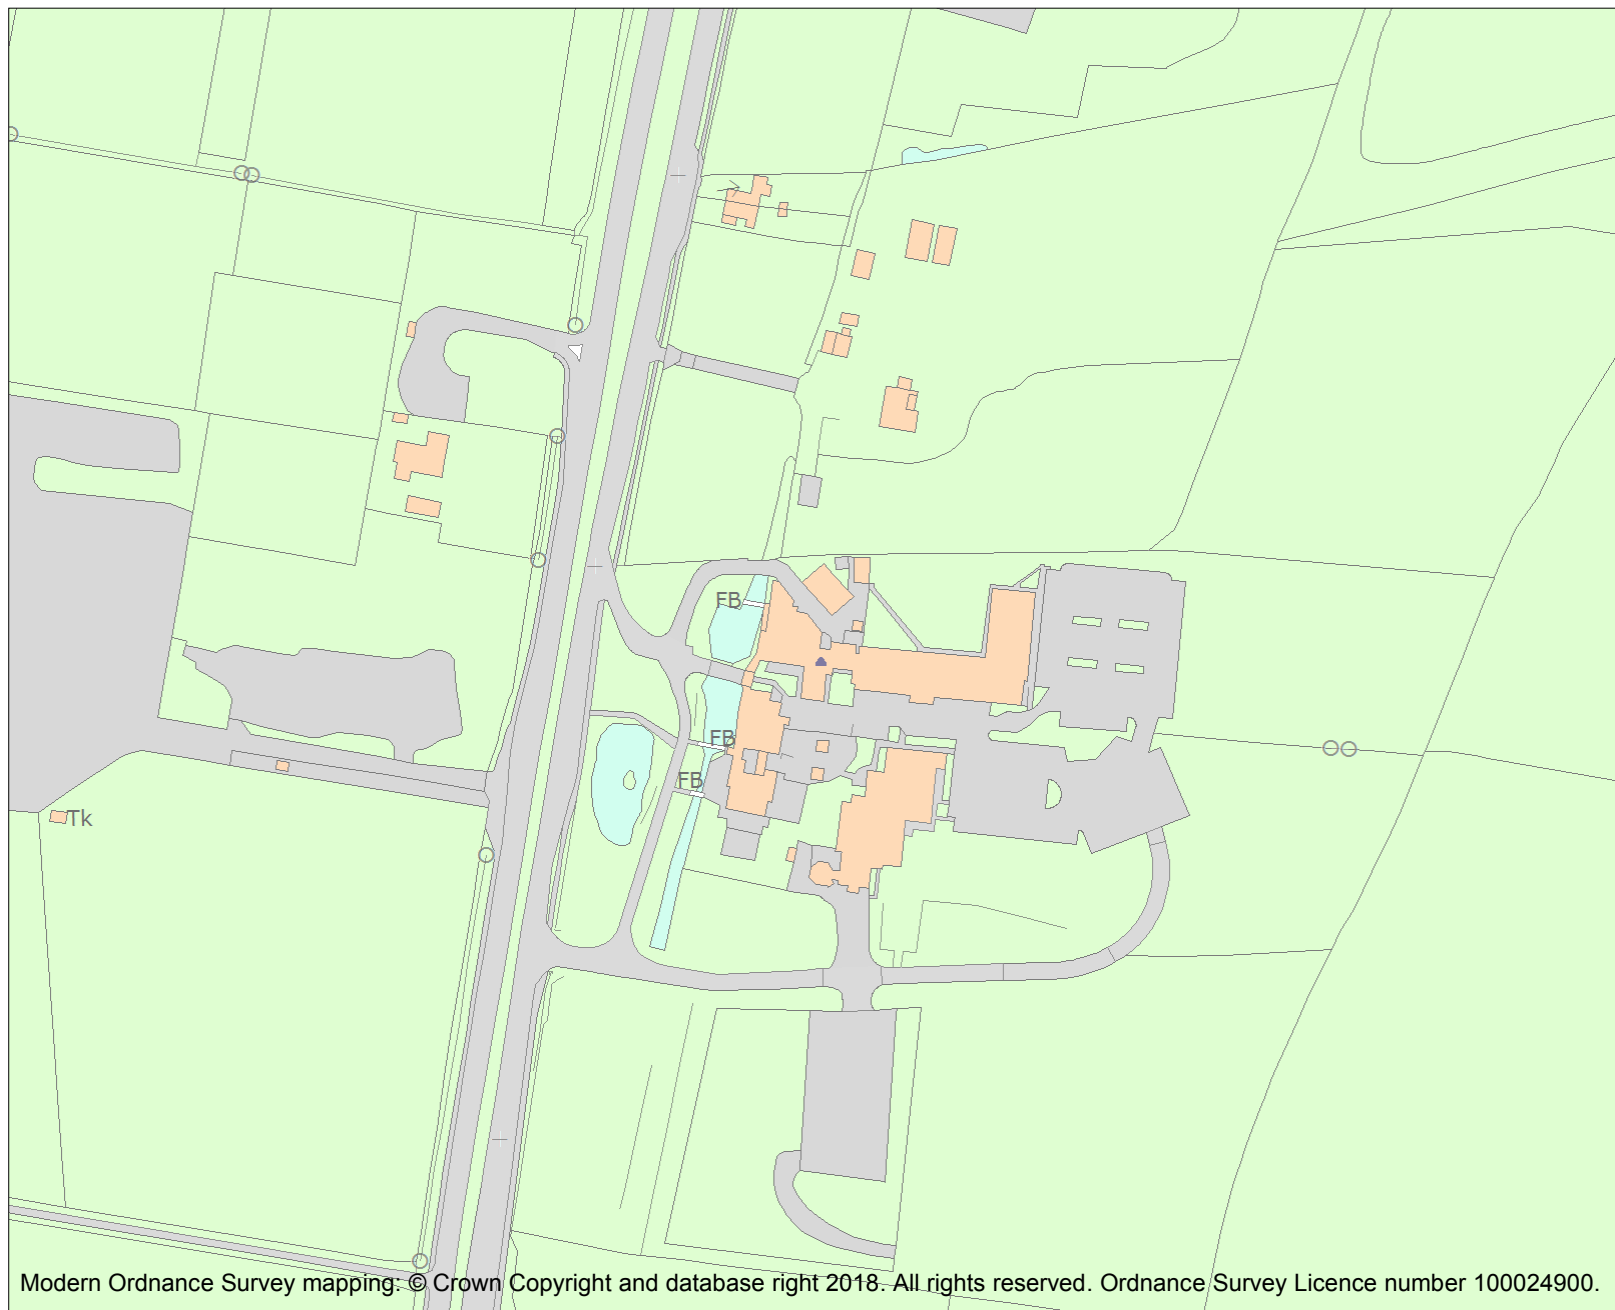 FB
FB
FB
Tk
Modern Ordnance Survey mapping: © Crown Copyright and database right 2018. All rights reserved. Ordnance Survey Licence number 100024900.